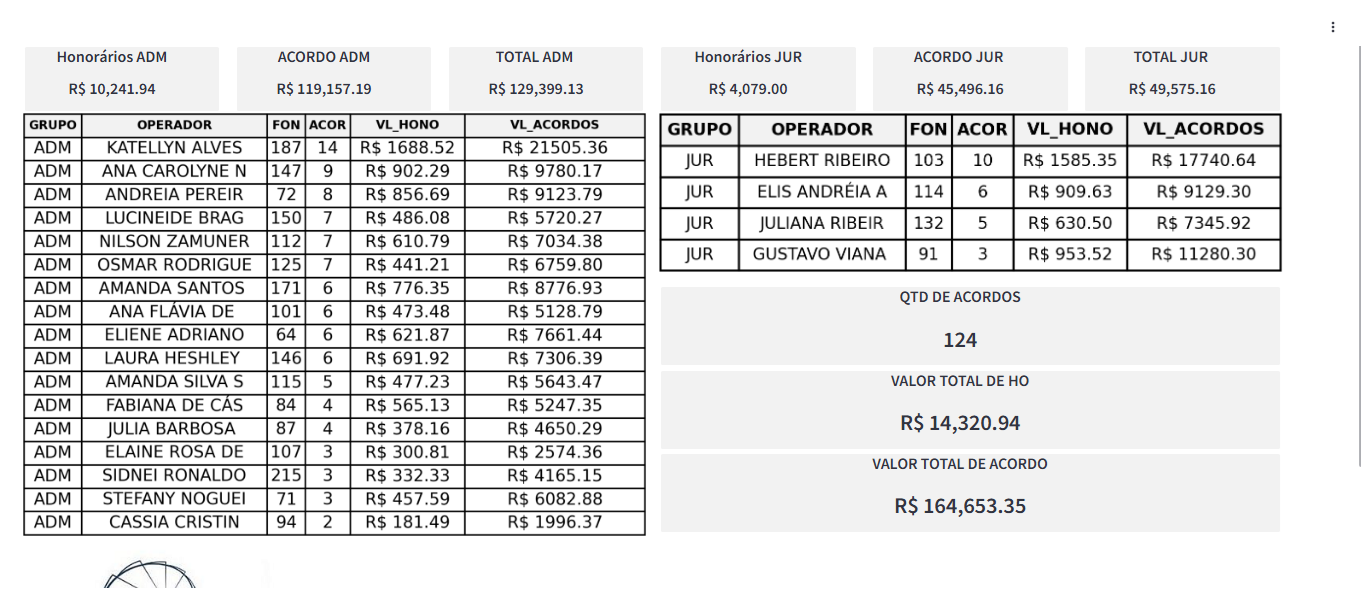 Honorários ADM
R$ 10,241.94
ACORDO ADM
R$ 119,157.19
TOTAL ADM
R$ 129,399.13
Honorários JUR
R$ 4,079.00
ACORDO JUR
R$ 45,496.16
TOTAL JUR
R$ 49,575.16
GRUPO OPERADOR FON ACOR VL_HONO VL_ACORDOS
ADM KATELLYN ALVES 187 14 R$ 1688.52 R$ 21505.36
ADM ANA CAROLYNE N 147 9 R$ 902.29 R$ 9780.17
ADM ANDREIA PEREIR 72 8 R$ 856.69 R$ 9123.79
ADM LUCINEIDE BRAG 150 7 R$ 486.08 R$ 5720.27
ADM NILSON ZAMUNER 112 7 R$ 610.79 R$ 7034.38
ADM OSMAR RODRIGUE 125 7 R$ 441.21 R$ 6759.80
ADM AMANDA SANTOS 171 6 R$ 776.35 R$ 8776.93
ADM ANA FLÁVIA DE 101 6 R$ 473.48 R$ 5128.79
ADM ELIENE ADRIANO 64 6 R$ 621.87 R$ 7661.44
ADM LAURA HESHLEY 146 6 R$ 691.92 R$ 7306.39
ADM AMANDA SILVA S 115 5 R$ 477.23 R$ 5643.47
ADM FABIANA DE CÁS 84 4 R$ 565.13 R$ 5247.35
ADM JULIA BARBOSA 87 4 R$ 378.16 R$ 4650.29
ADM ELAINE ROSA DE 107 3 R$ 300.81 R$ 2574.36
ADM SIDNEI RONALDO 215 3 R$ 332.33 R$ 4165.15
ADM STEFANY NOGUEI 71 3 R$ 457.59 R$ 6082.88
ADM CASSIA CRISTIN 94 2 R$ 181.49 R$ 1996.37
GRUPO OPERADOR FON ACOR VL_HONO VL_ACORDOS
JUR HEBERT RIBEIRO 103 10 R$ 1585.35 R$ 17740.64
JUR ELIS ANDRÉIA A 114 6 R$ 909.63 R$ 9129.30
JUR JULIANA RIBEIR 132 5 R$ 630.50 R$ 7345.92
JUR GUSTAVO VIANA 91 3 R$ 953.52 R$ 11280.30
QTD DE ACORDOS
124
VALOR TOTAL DE HO
R$ 14,320.94
VALOR TOTAL DE ACORDO
R$ 164,653.35